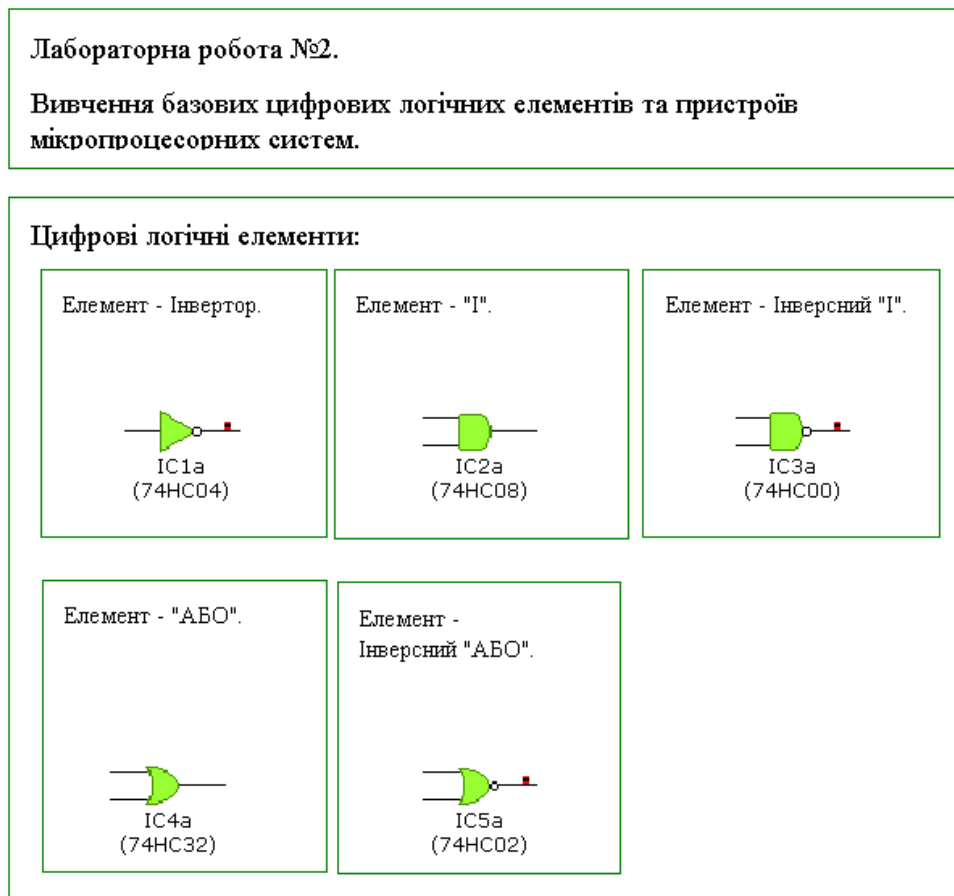 Лабораторна робота №2.
Вивчення базових цифрових логічних елементів та пристроїв
мікропроцесорних систем.
Цифрові логічні елементи:
Елемент - Інвертор.
IC1a
(74HC04)
Елемент - "І".
IC2a
(74HC08)
Елемент - Інверсний "І".
IC3a
(74HC00)
Елемент - "АБО".
IC4a
(74HC32)
Елемент -
Інверсний "АБО".
IC5a
(74HC02)